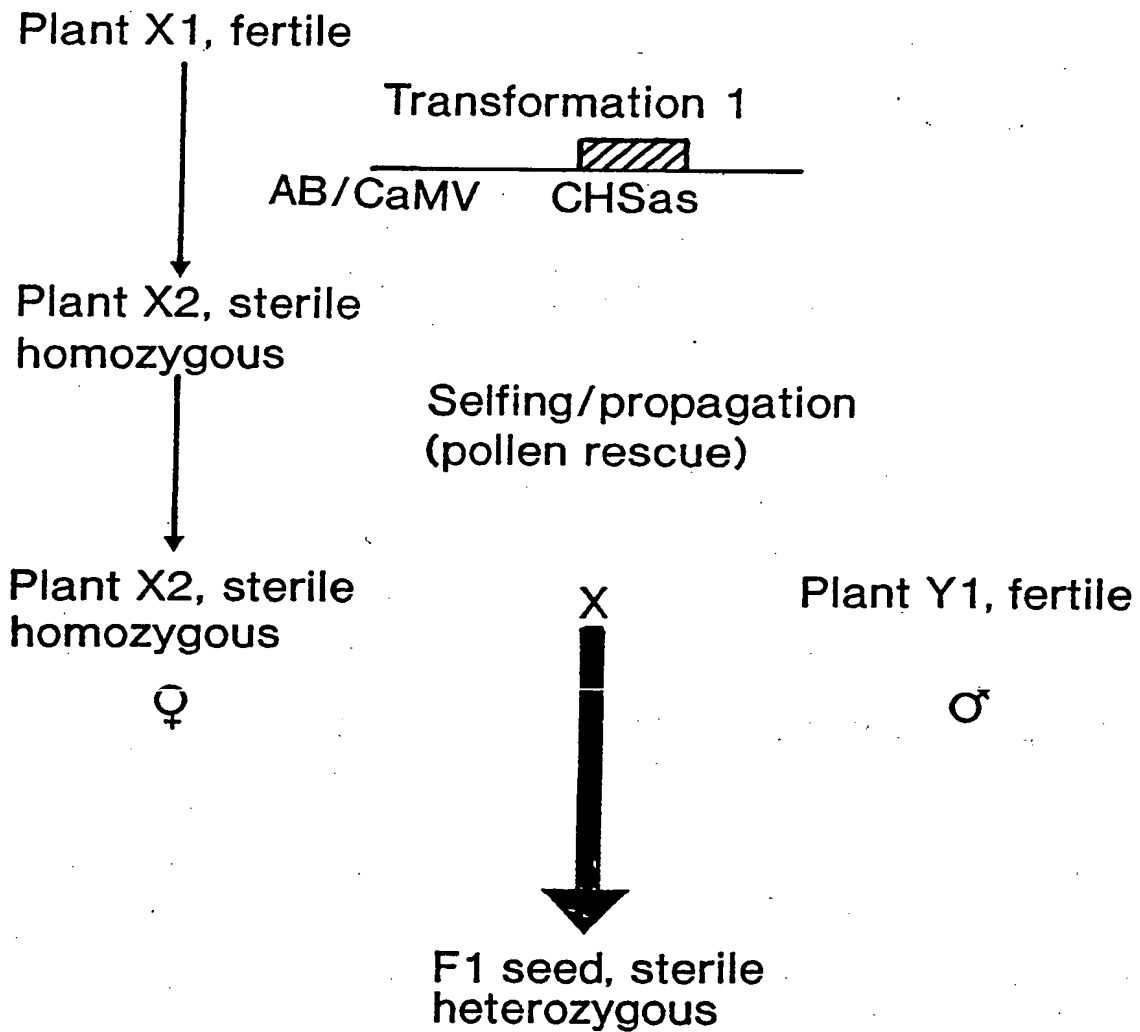 Plant X1, fertile
Transformation 1
AB/CaMV CHSas
Plant X2, sterile
homozygous
Selfing/propagation
(pollen rescue)
Plant X2, sterile
homozygous
X
Plant Y1, fertile
♀
♂
F1 seed, sterile
heterozygous